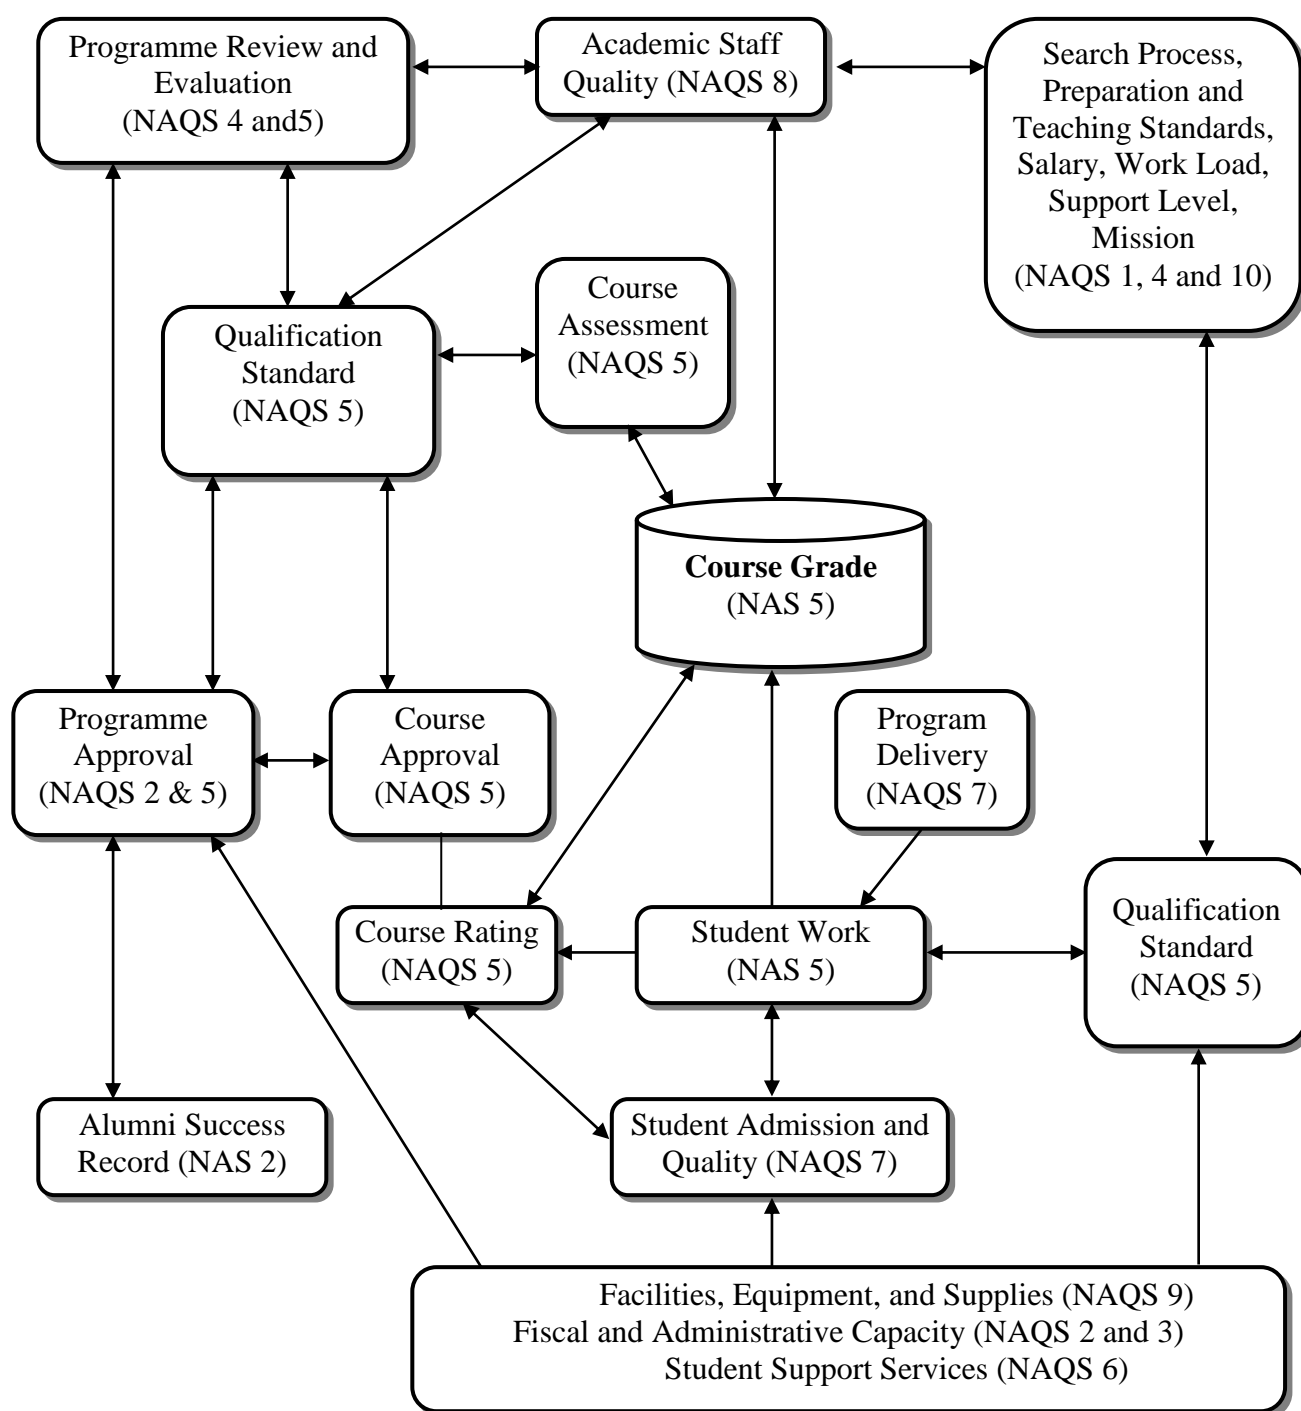 Programme Review and
Evaluation
(NAQS 4 and5)
Academic Staff
Quality (NAQS 8)
Search Process,
Preparation and
Teaching Standards,
Salary, Work Load,
Support Level,
Mission
(NAQS 1, 4 and 10)
Qualification
Standard
(NAQS 5)
Course
Assessment
(NAQS 5)
Course Grade
(NAS 5)
Programme
Approval
(NAQS 2 & 5)
Course
Approval
(NAQS 5)
Program
Delivery
(NAQS 7)
Course Rating
(NAQS 5)
Student Work
(NAS 5)
Qualification
Standard
(NAQS 5)
Alumni Success
Record (NAS 2)
Student Admission and
Quality (NAQS 7)
Facilities, Equipment, and Supplies (NAQS 9)
Fiscal and Administrative Capacity (NAQS 2 and 3)
Student Support Services (NAQS 6)